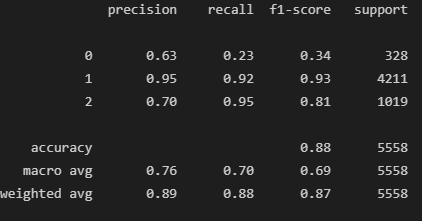 precision recall f1-score support
0 0.63 0.23 0.34 328
1 0.95 0.92 0.93 4211
2 0.70 0.95 0.81 1019
accuracy 0.88 5558
macro avg 0.76 0.70 0.69 5558
weighted avg 0.89 0.88 0.87 5558